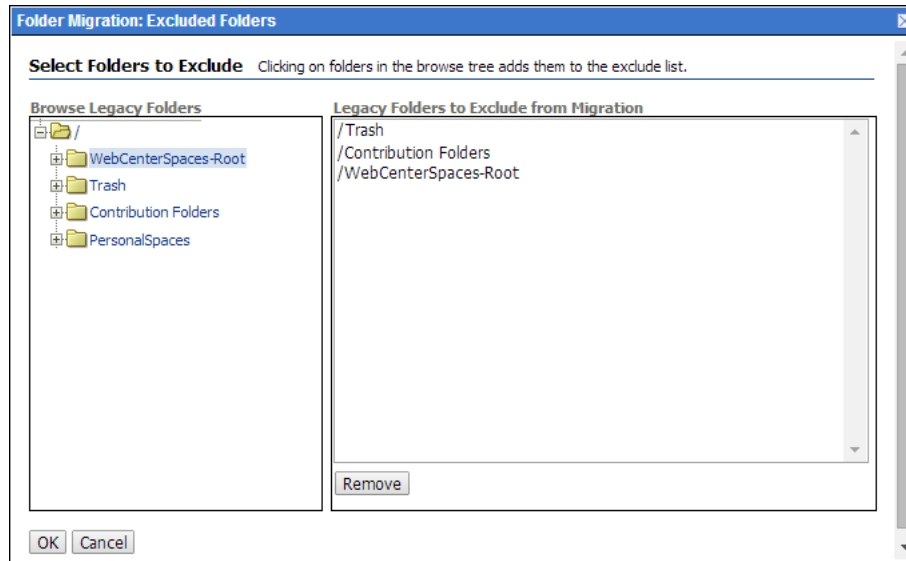 Folder Migration: Excluded Folders
Select Folders to Exclude Clicking on folders in the browse tree adds them to the exclude list.
Browse Legacy Folders
/
WebCenterSpaces-Root
Trash
Contribution Folders
PersonalSpaces
Legacy Folders to Exclude from Migration
/Trash
/Contribution Folders
/WebCenterSpaces-Root
Remove
OK Cancel